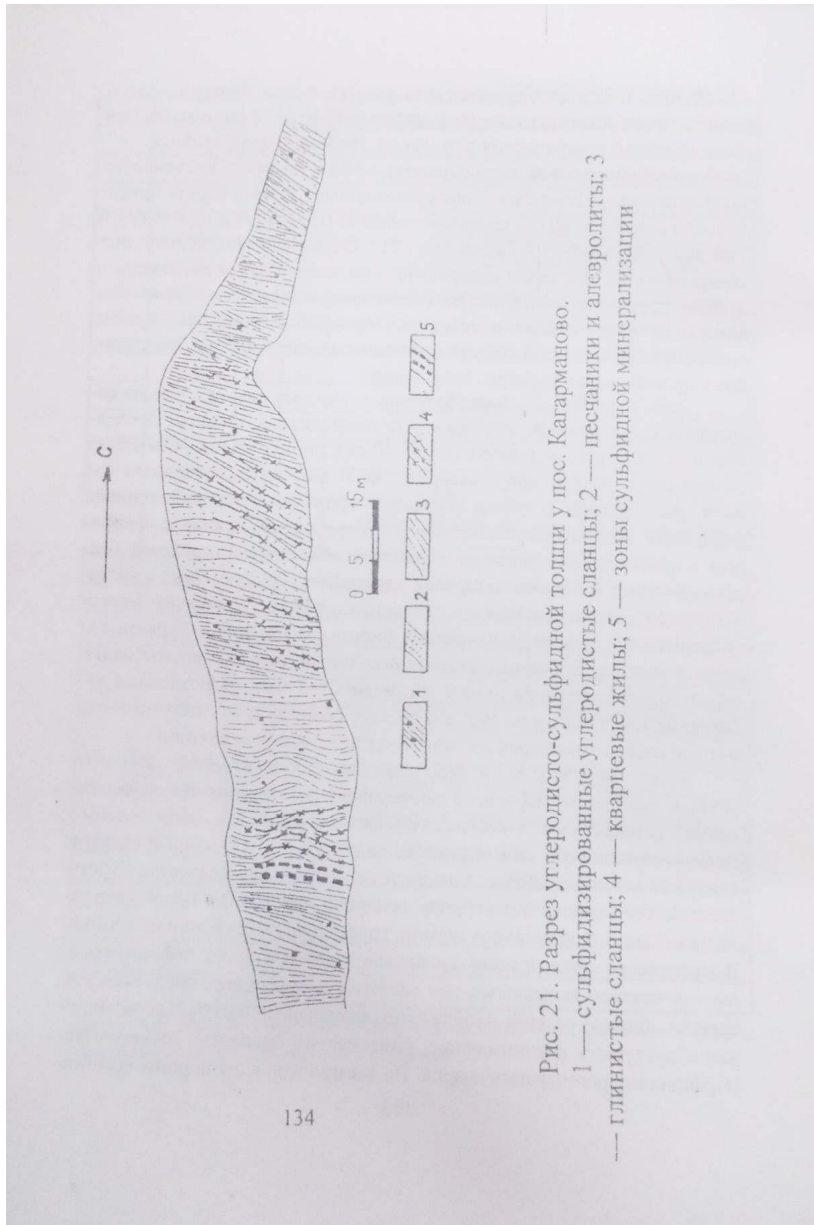 С
0 5 15 м
1 2 3 4 5
Рис. 21. Разрез углеродисто-сульфидной толщи у пос. Кагарманово.
1 — сульфидизированные углеродистые сланцы; 2 — песчаники и алевролиты; 3
— глинистые сланцы; 4 — кварцевые жилы; 5 — зоны сульфидной минерализации
134